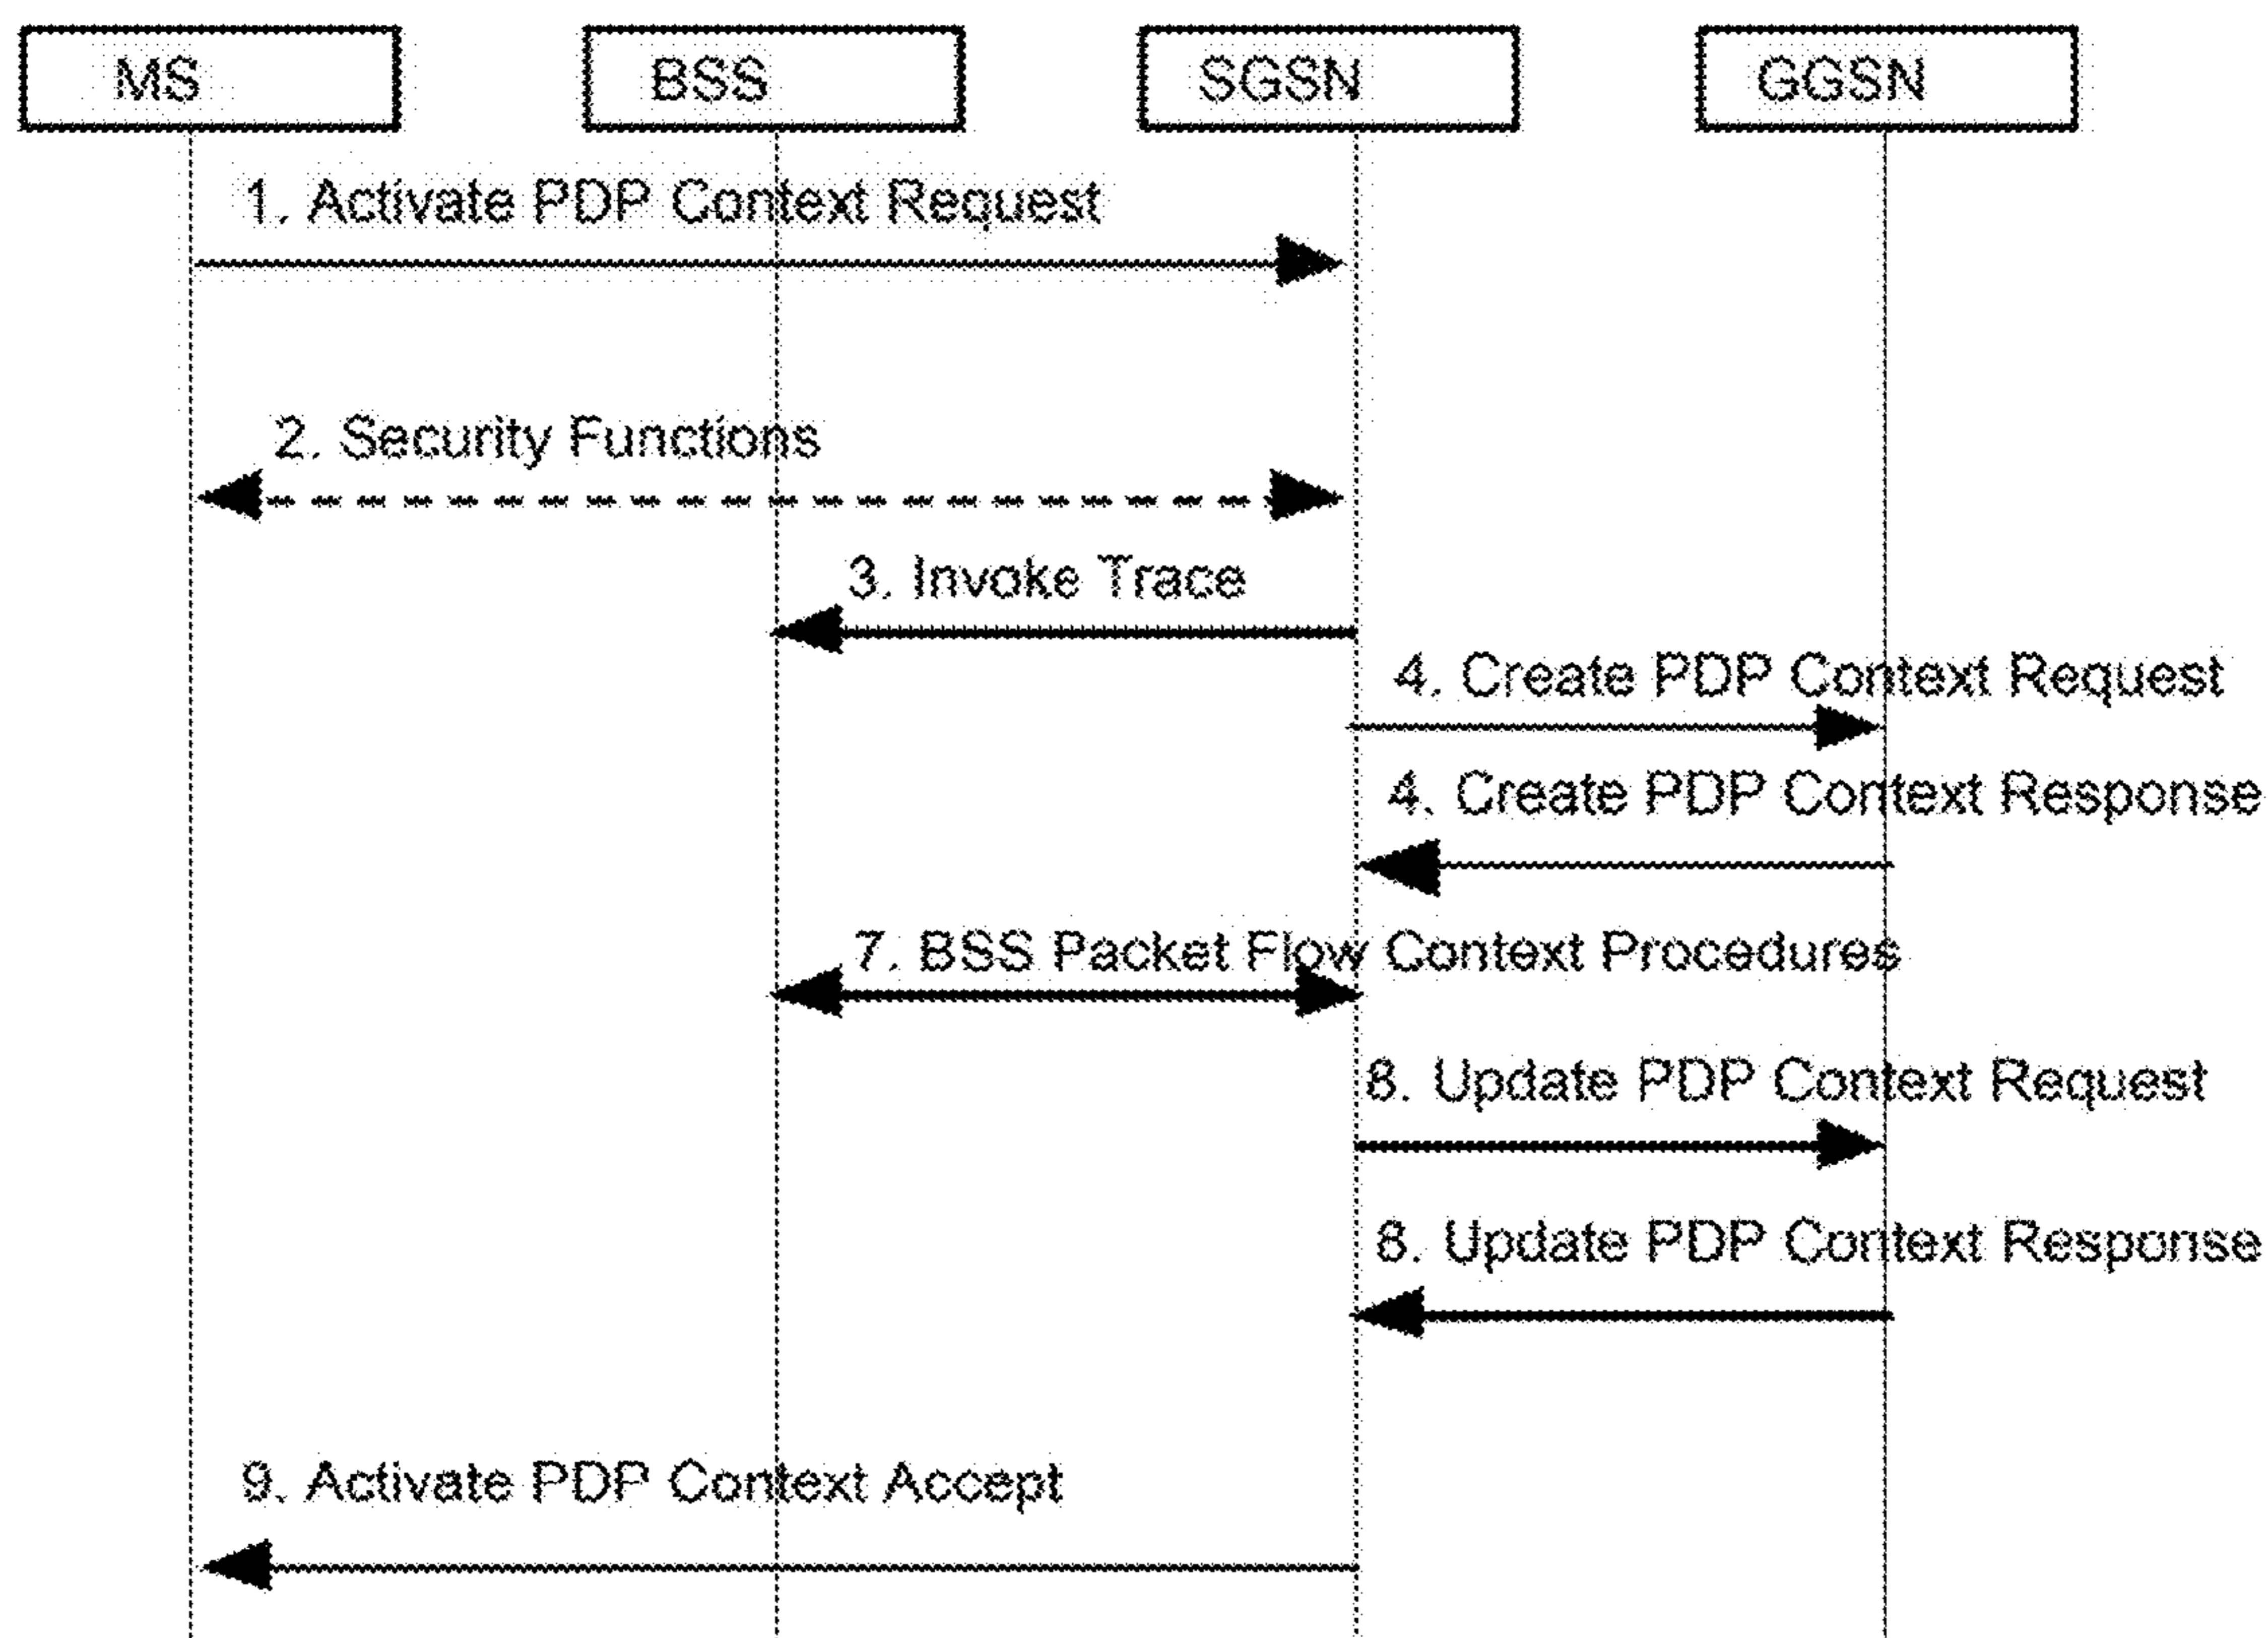 MS
BSS
SGSN
GGSN
1. Activate PDP Context Request
2. Security Functions
3. Invoke Trace
4. Create PDP Context Request
4. Create PDP Context Response
7. BSS Packet Flow Context Procedures
8. Update PDP Context Request
8. Update PDP Context Response
9. Activate PDP Context Accept